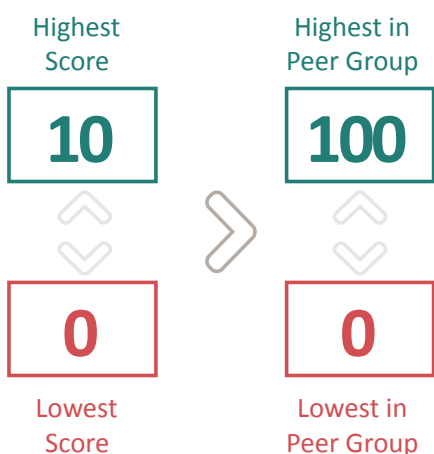 Highest
Score
10
0
Lowest
Score
Highest in
Peer Group
100
0
Lowest in
Peer Group